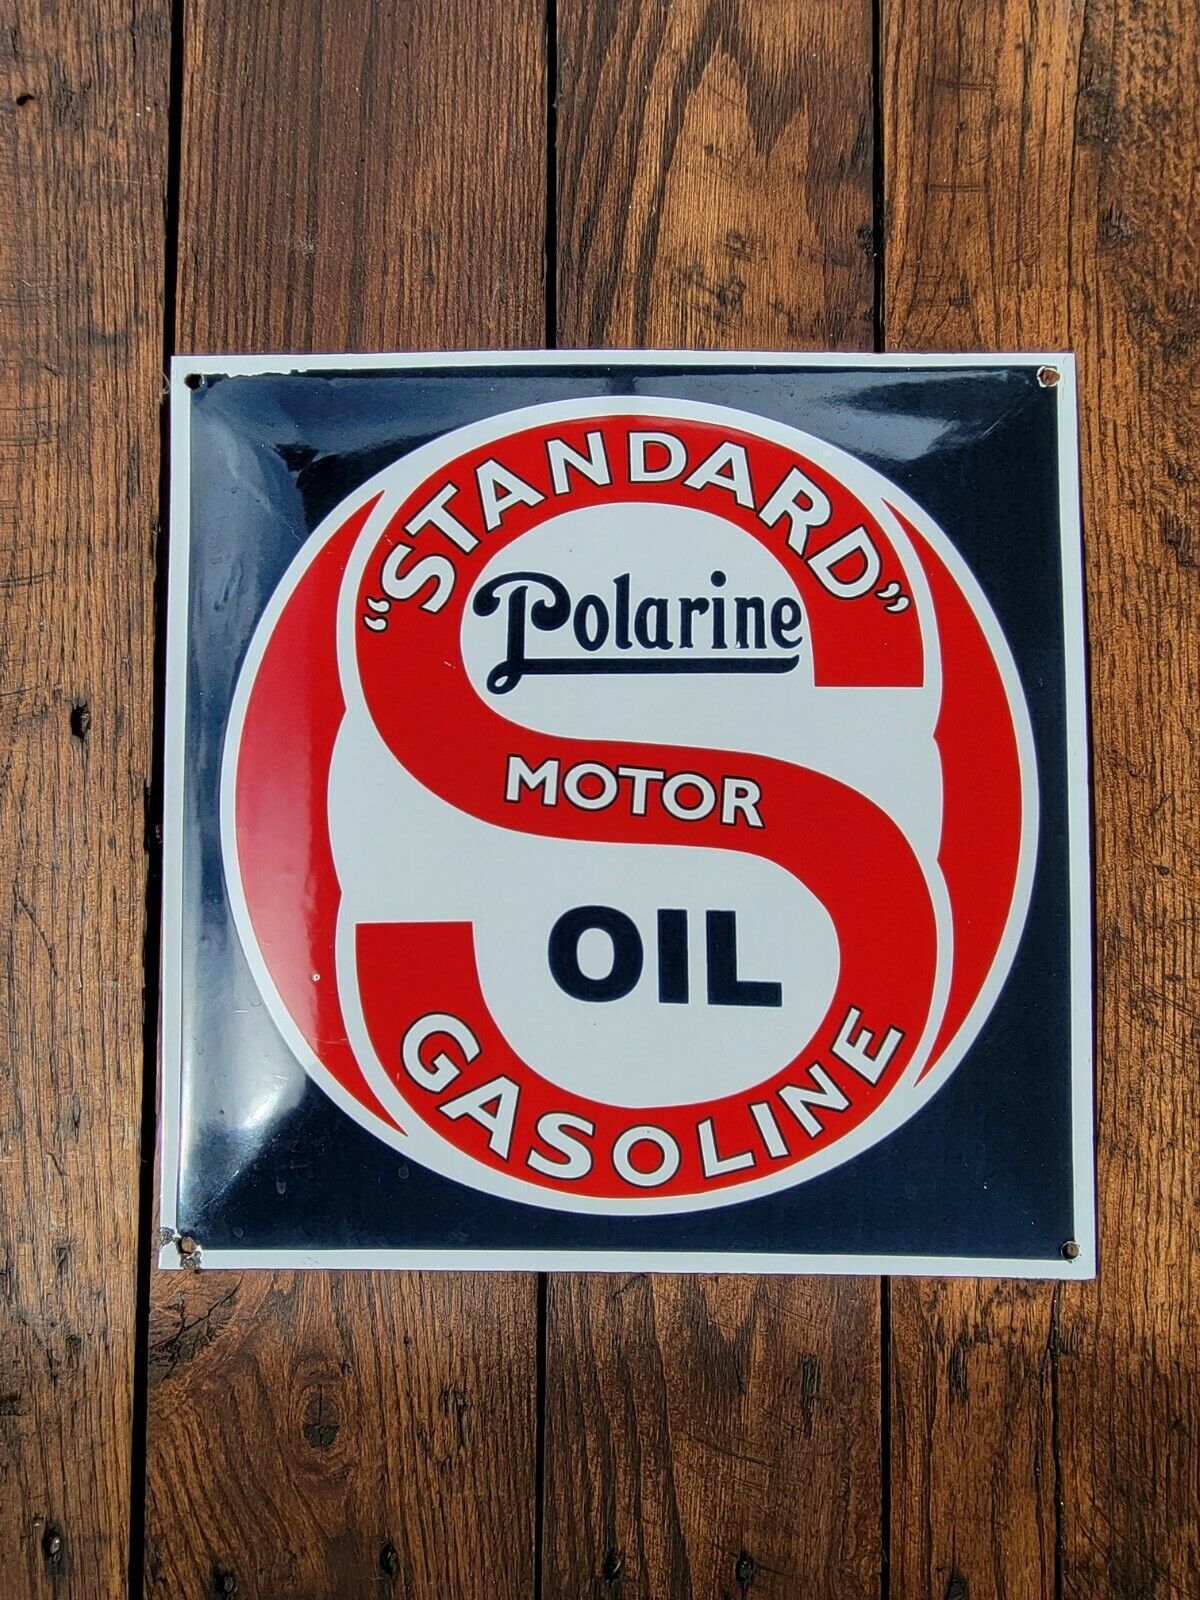 "STANDARD"
Polarine
MOTOR
OIL
GASOLINE